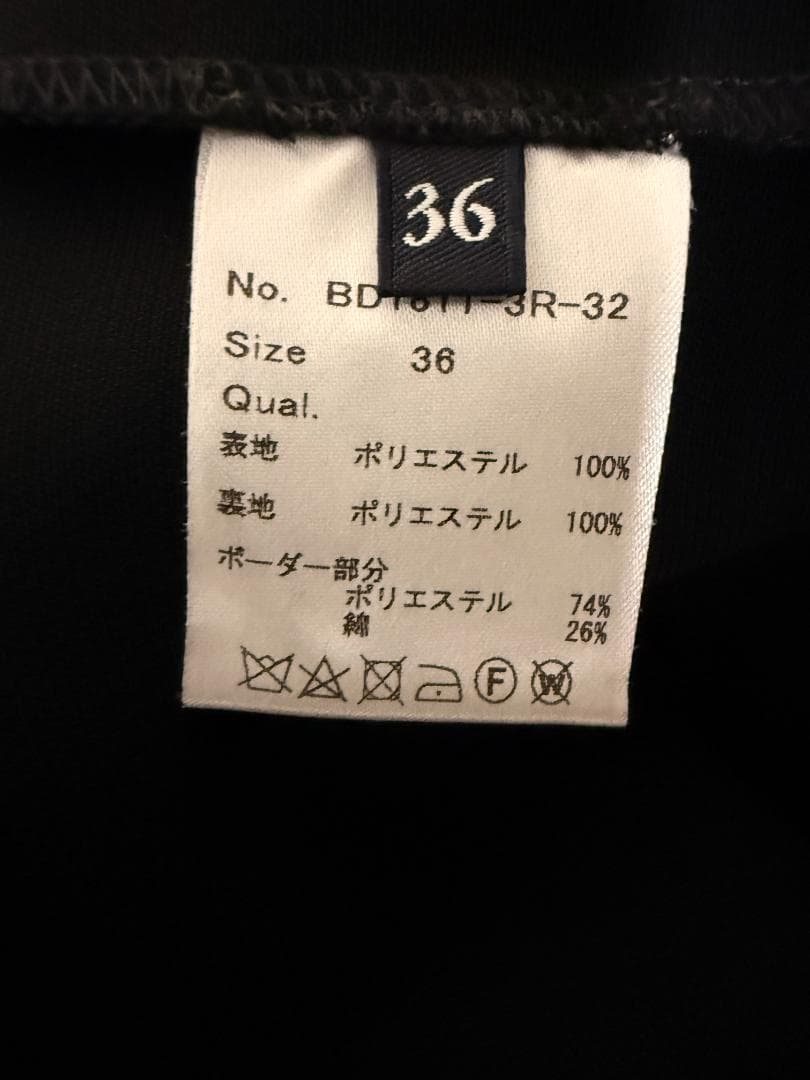 36
No. BD1611-3R-32
Size 36
Qual.
表地 ポリエステル 100%
裏地 ポリエステル 100%
ボーダー部分
ポリエステル 74%
綿 26%
F W